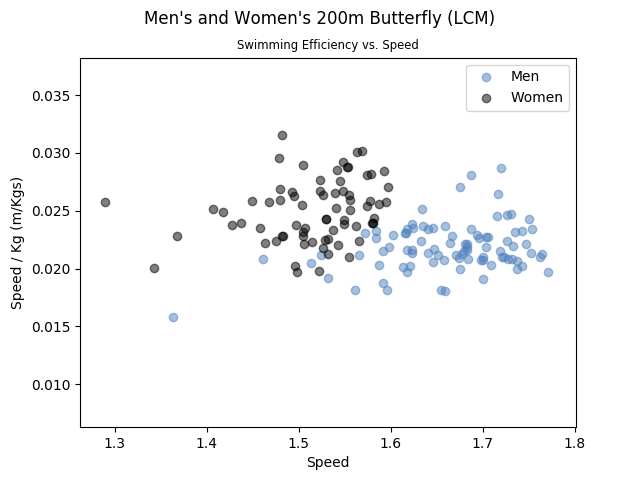 Men's and Women's 200m Butterfly (LCM)
Swimming Efficiency vs. Speed
Men
Women
0.035
0.030
0.025
0.020
0.015
0.010
Speed / Kg (m/Kgs)
1.3 1.4 1.5 1.6 1.7 1.8
Speed